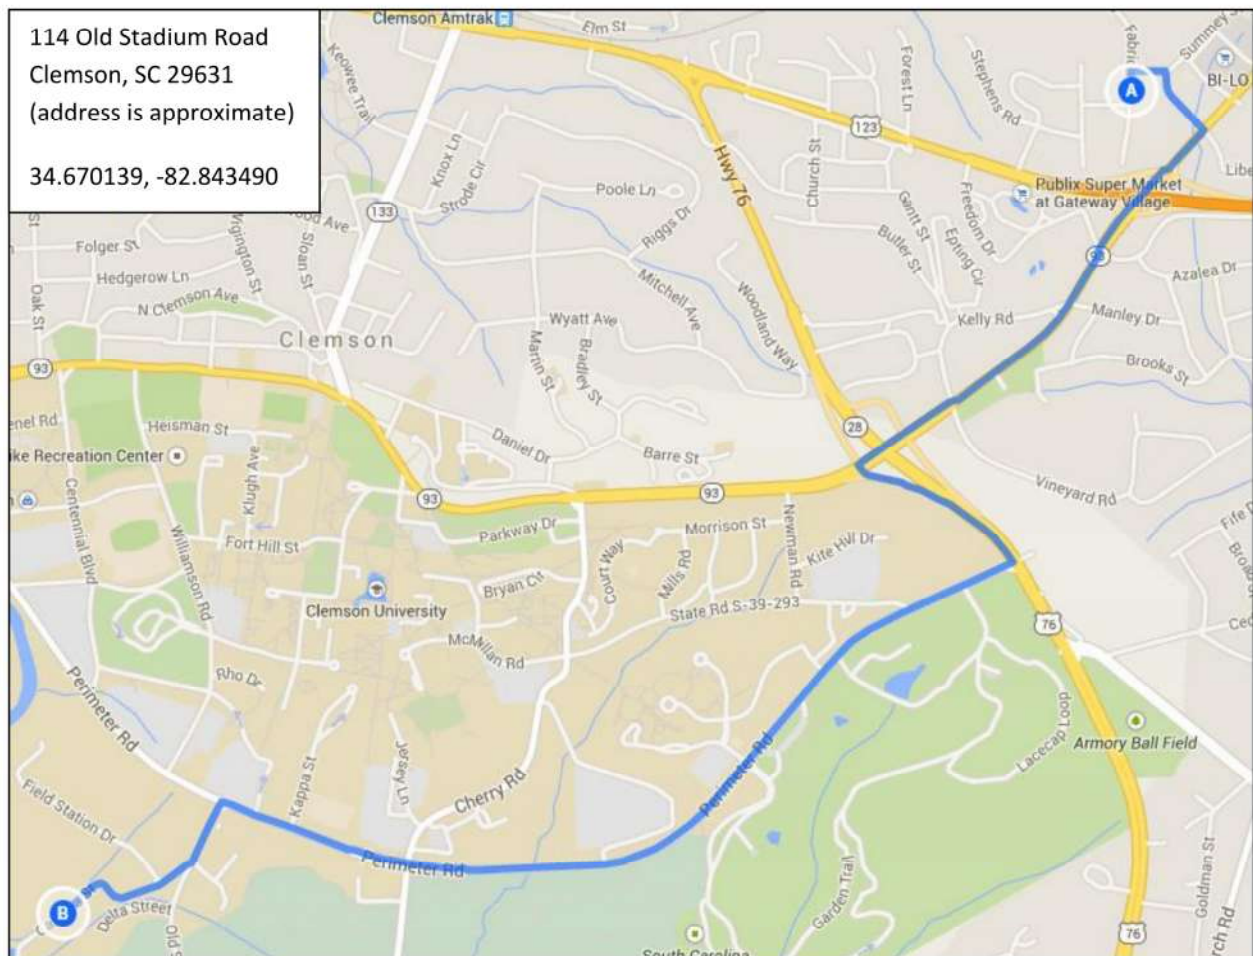 114 Old Stadium Road
Clemson, SC 29631
(address is approximate)
34.670139, -82.843490
Clemson Amtrak
Elm St
Summey
BI-LO
A
Keowee Trail
Forest Ln
Stephens Rd
123
Knox Ln
Strode Cir
Hwy 76
Church St
Poole Ln
Publix Super Market
at Gateway Village
133
Riggs Dr
Gantt St
Freedom Dr
Butler St
Epting Cir
93
Azalea Dr
Folger St
Sloan St
Hedgerow Ln
Oak St
N Clemson Ave
Mitchell Ave
Woodland Way
Wyatt Ave
Kelly Rd
Manley Dr
Clemson
Martin St
Bradley St
Brooks St
93
Heisman St
Daniel Dr
Barre St
28
ike Recreation Center
Klugh Ave
93
93
Vineyard Rd
Centennial Blvd
Williamson Rd
Fort Hill St
Parkway Dr
Morrison St
Newman Rd
Kite Hill Dr
Court Way
Mills Rd
Bryan Cir
Clemson University
State Rd S-39-293
McMillan Rd
76
Rho Dr
Perimeter Rd
Kappa St
Jersey Ln
Cherry Rd
Perimeter Rd
Lacecap Loop
Armory Ball Field
Field Station Dr
Perimeter Rd
B
Delta Street
Garden Trail
Goldman St
76
South Carolina